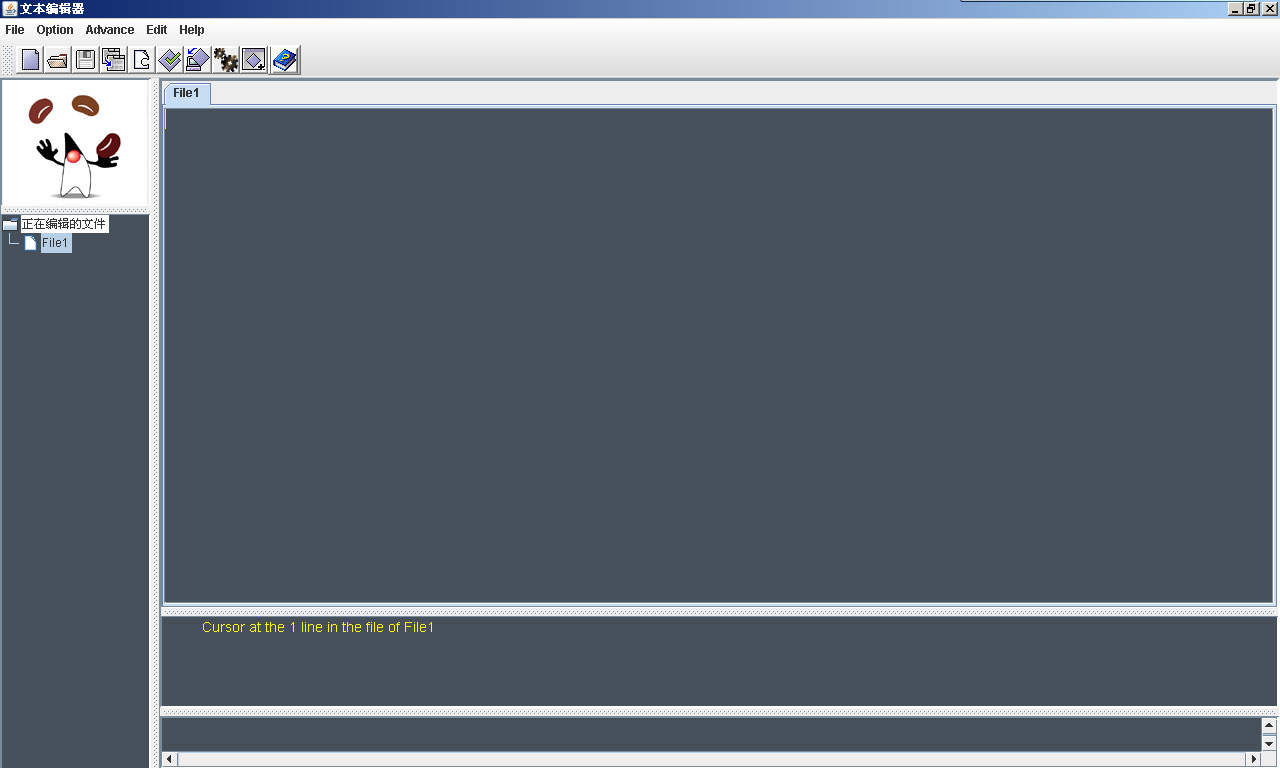 文本编辑器
File Option Advance Edit Help
File1
正在编辑的文件
File1
Cursor at the 1 line in the file of File1